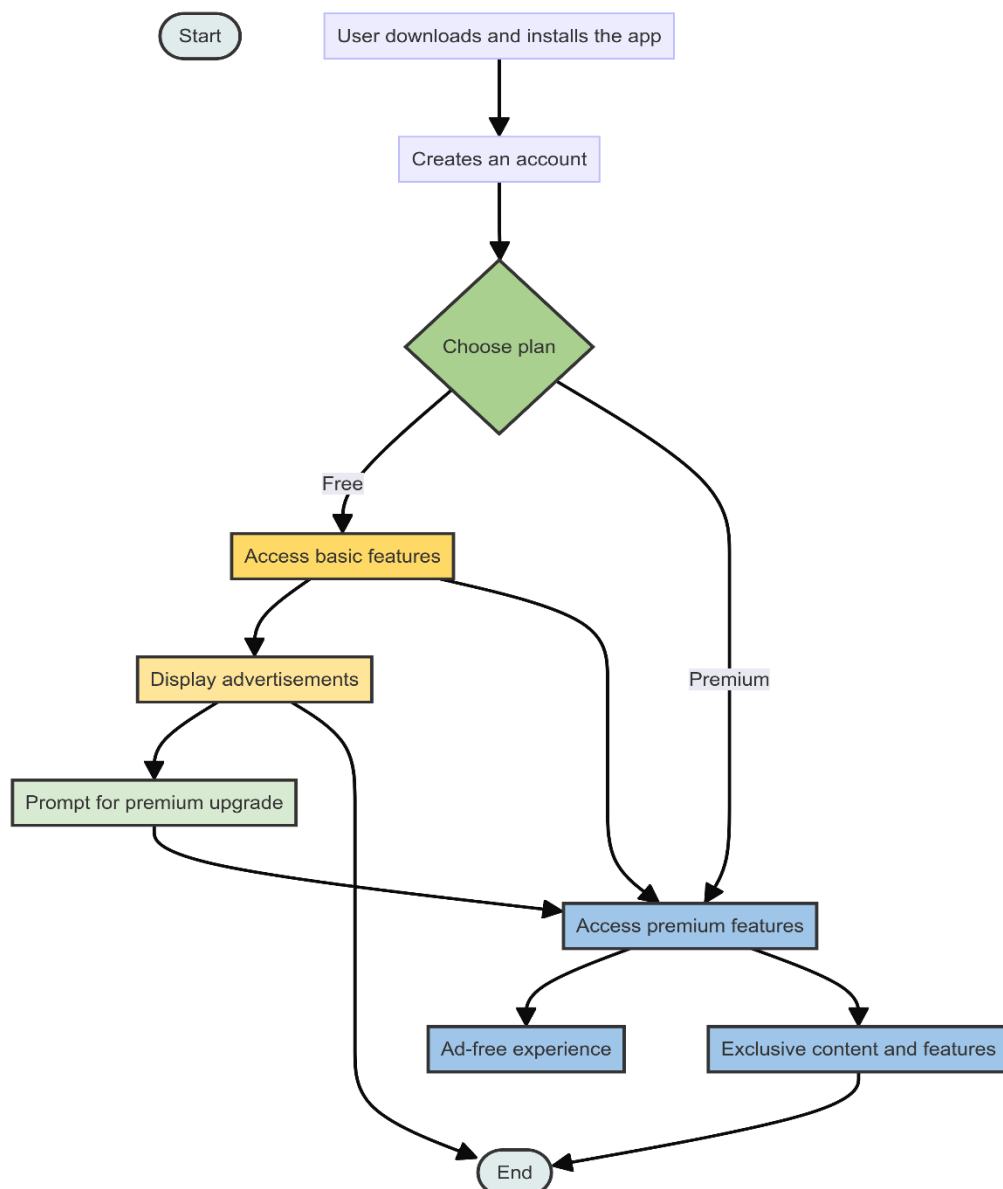 Start
User downloads and installs the app
Creates an account
Choose plan
Free
Access basic features
Display advertisements
Premium
Prompt for premium upgrade
Access premium features
Ad-free experience
Exclusive content and features
End